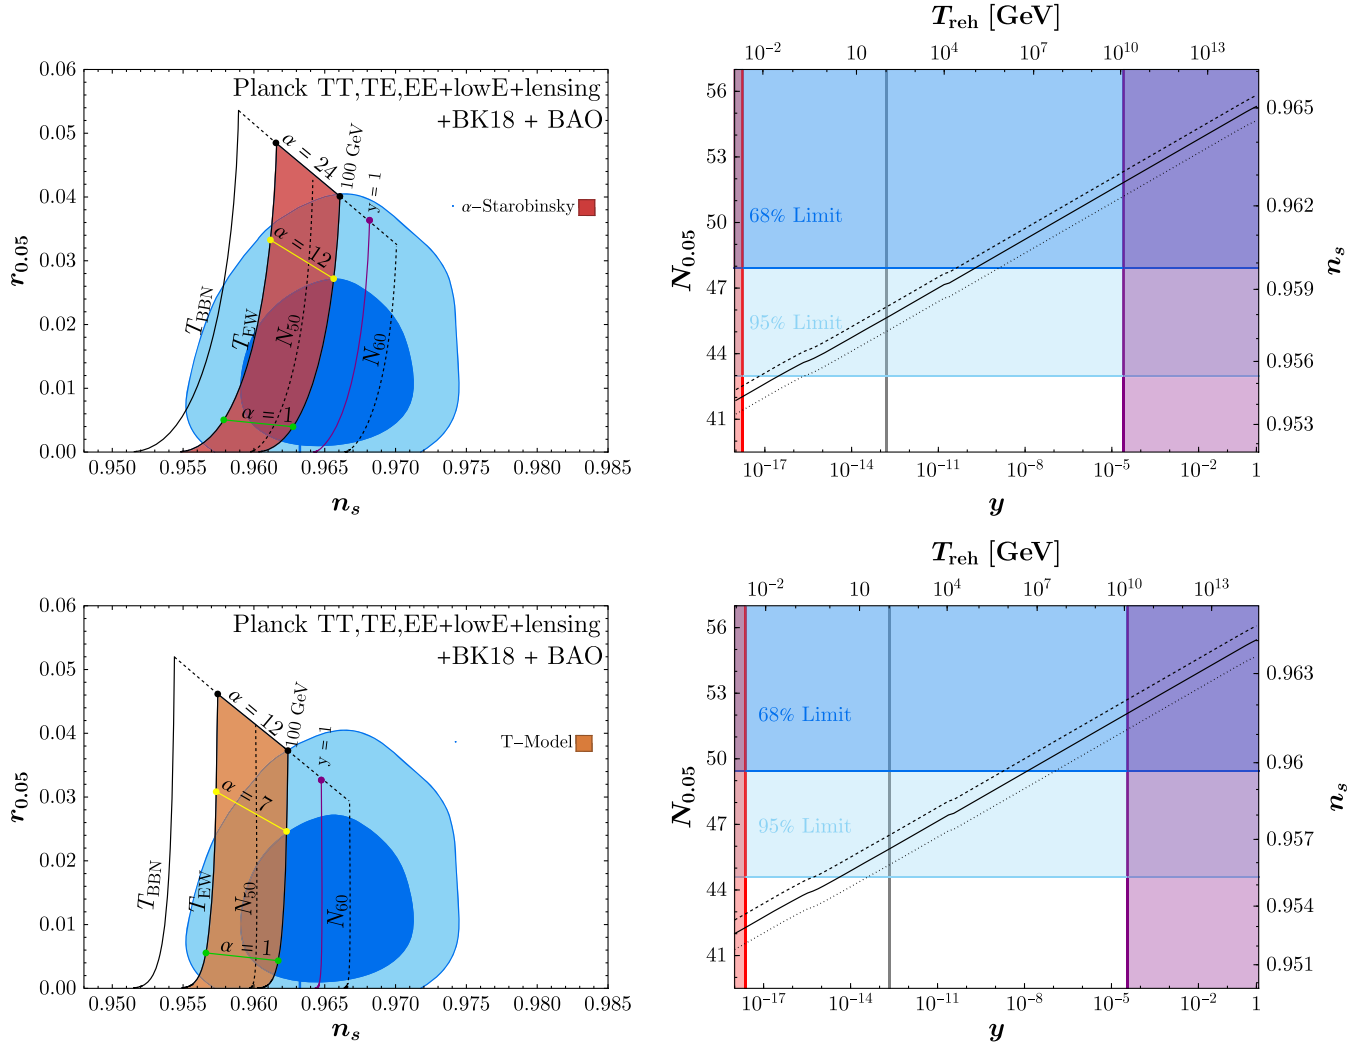 0.06
0.05
0.04
0.03
0.02
0.01
0.00
r0.05
Planck TT,TE,EE+lowE+lensing
+BK18 + BAO
α = 24
100 GeV
y = 1
α−Starobinsky
α = 12
TBBN
TEW
N50
N60
α = 1
0.950 0.955 0.960 0.965 0.970 0.975 0.980 0.985
ns
Treh [GeV]
10−2 10 104 107 1010 1013
56
53
50
47
44
41
N0.05
68% Limit
95% Limit
0.965
0.962
0.959
0.956
0.953
ns
10−17 10−14 10−11 10−8 10−5 10−2 1
y
0.06
0.05
0.04
0.03
0.02
0.01
0.00
r0.05
Planck TT,TE,EE+lowE+lensing
+BK18 + BAO
α = 12
100 GeV
y = 1
T−Model
α = 7
TBBN
TEW
N50
N60
α = 1
0.950 0.955 0.960 0.965 0.970 0.975 0.980 0.985
ns
Treh [GeV]
10−2 10 104 107 1010 1013
56
53
50
47
44
41
N0.05
68% Limit
95% Limit
0.963
0.96
0.957
0.954
0.951
ns
10−17 10−14 10−11 10−8 10−5 10−2 1
y